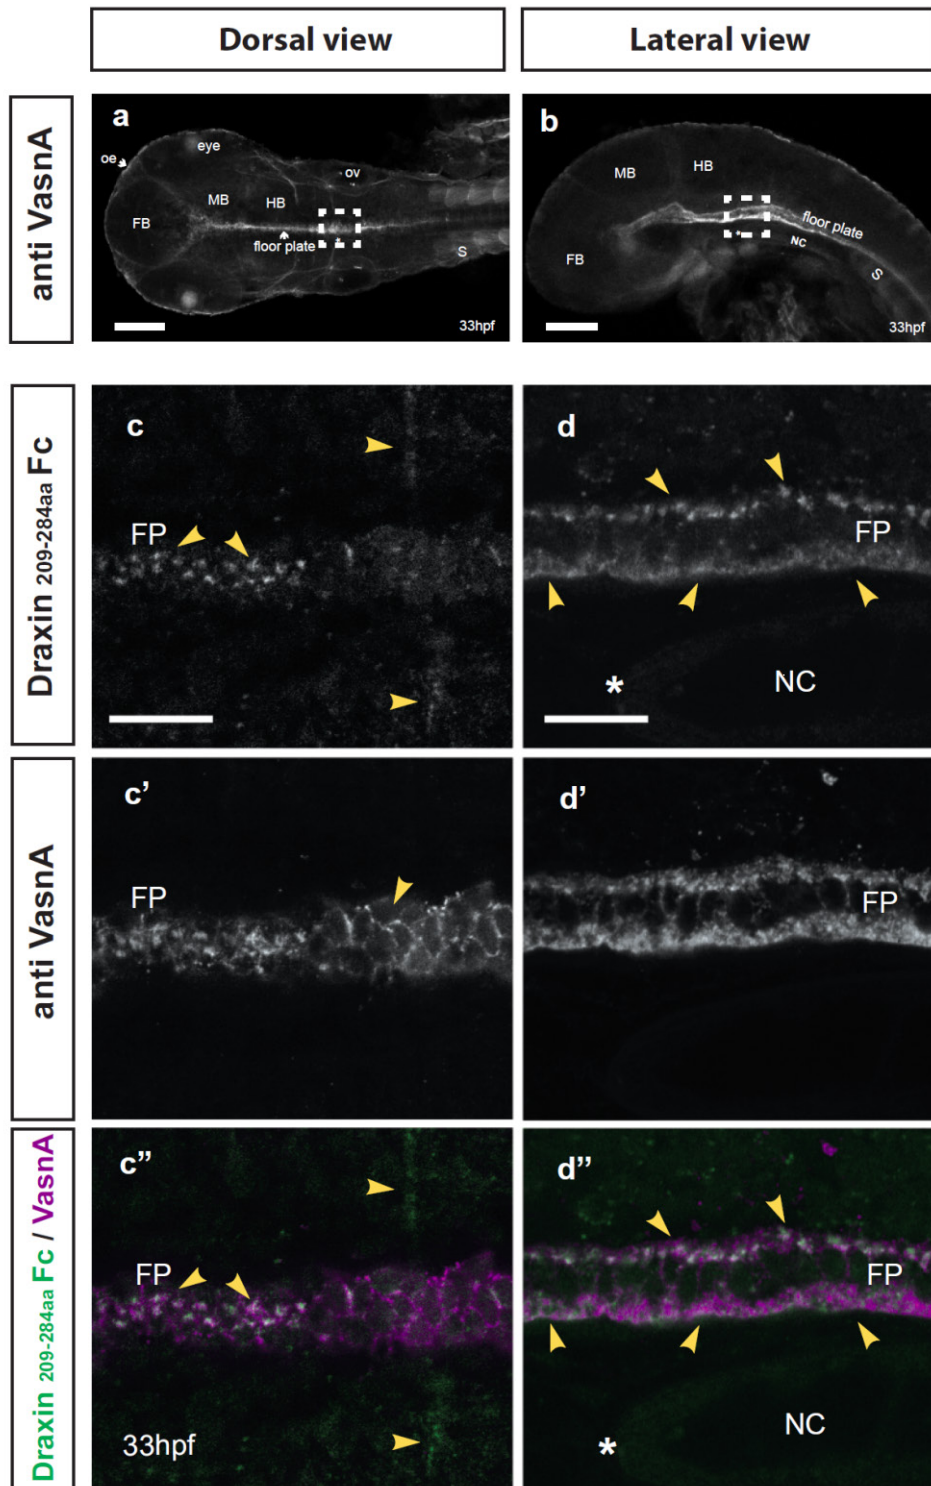 Dorsal view
Lateral view
anti VasnA
a
oe
eye
ov
MB
HB
FB
floor plate
S
33hpf
b
MB
HB
floor plate
NC
FB
S
33hpf
Draxin 209-284aa Fc
c
FP
d
FP
*
NC
anti VasnA
c'
FP
d'
FP
Draxin 209-284aa Fc / VasnA
c"
FP
33hpf
d"
FP
*
NC